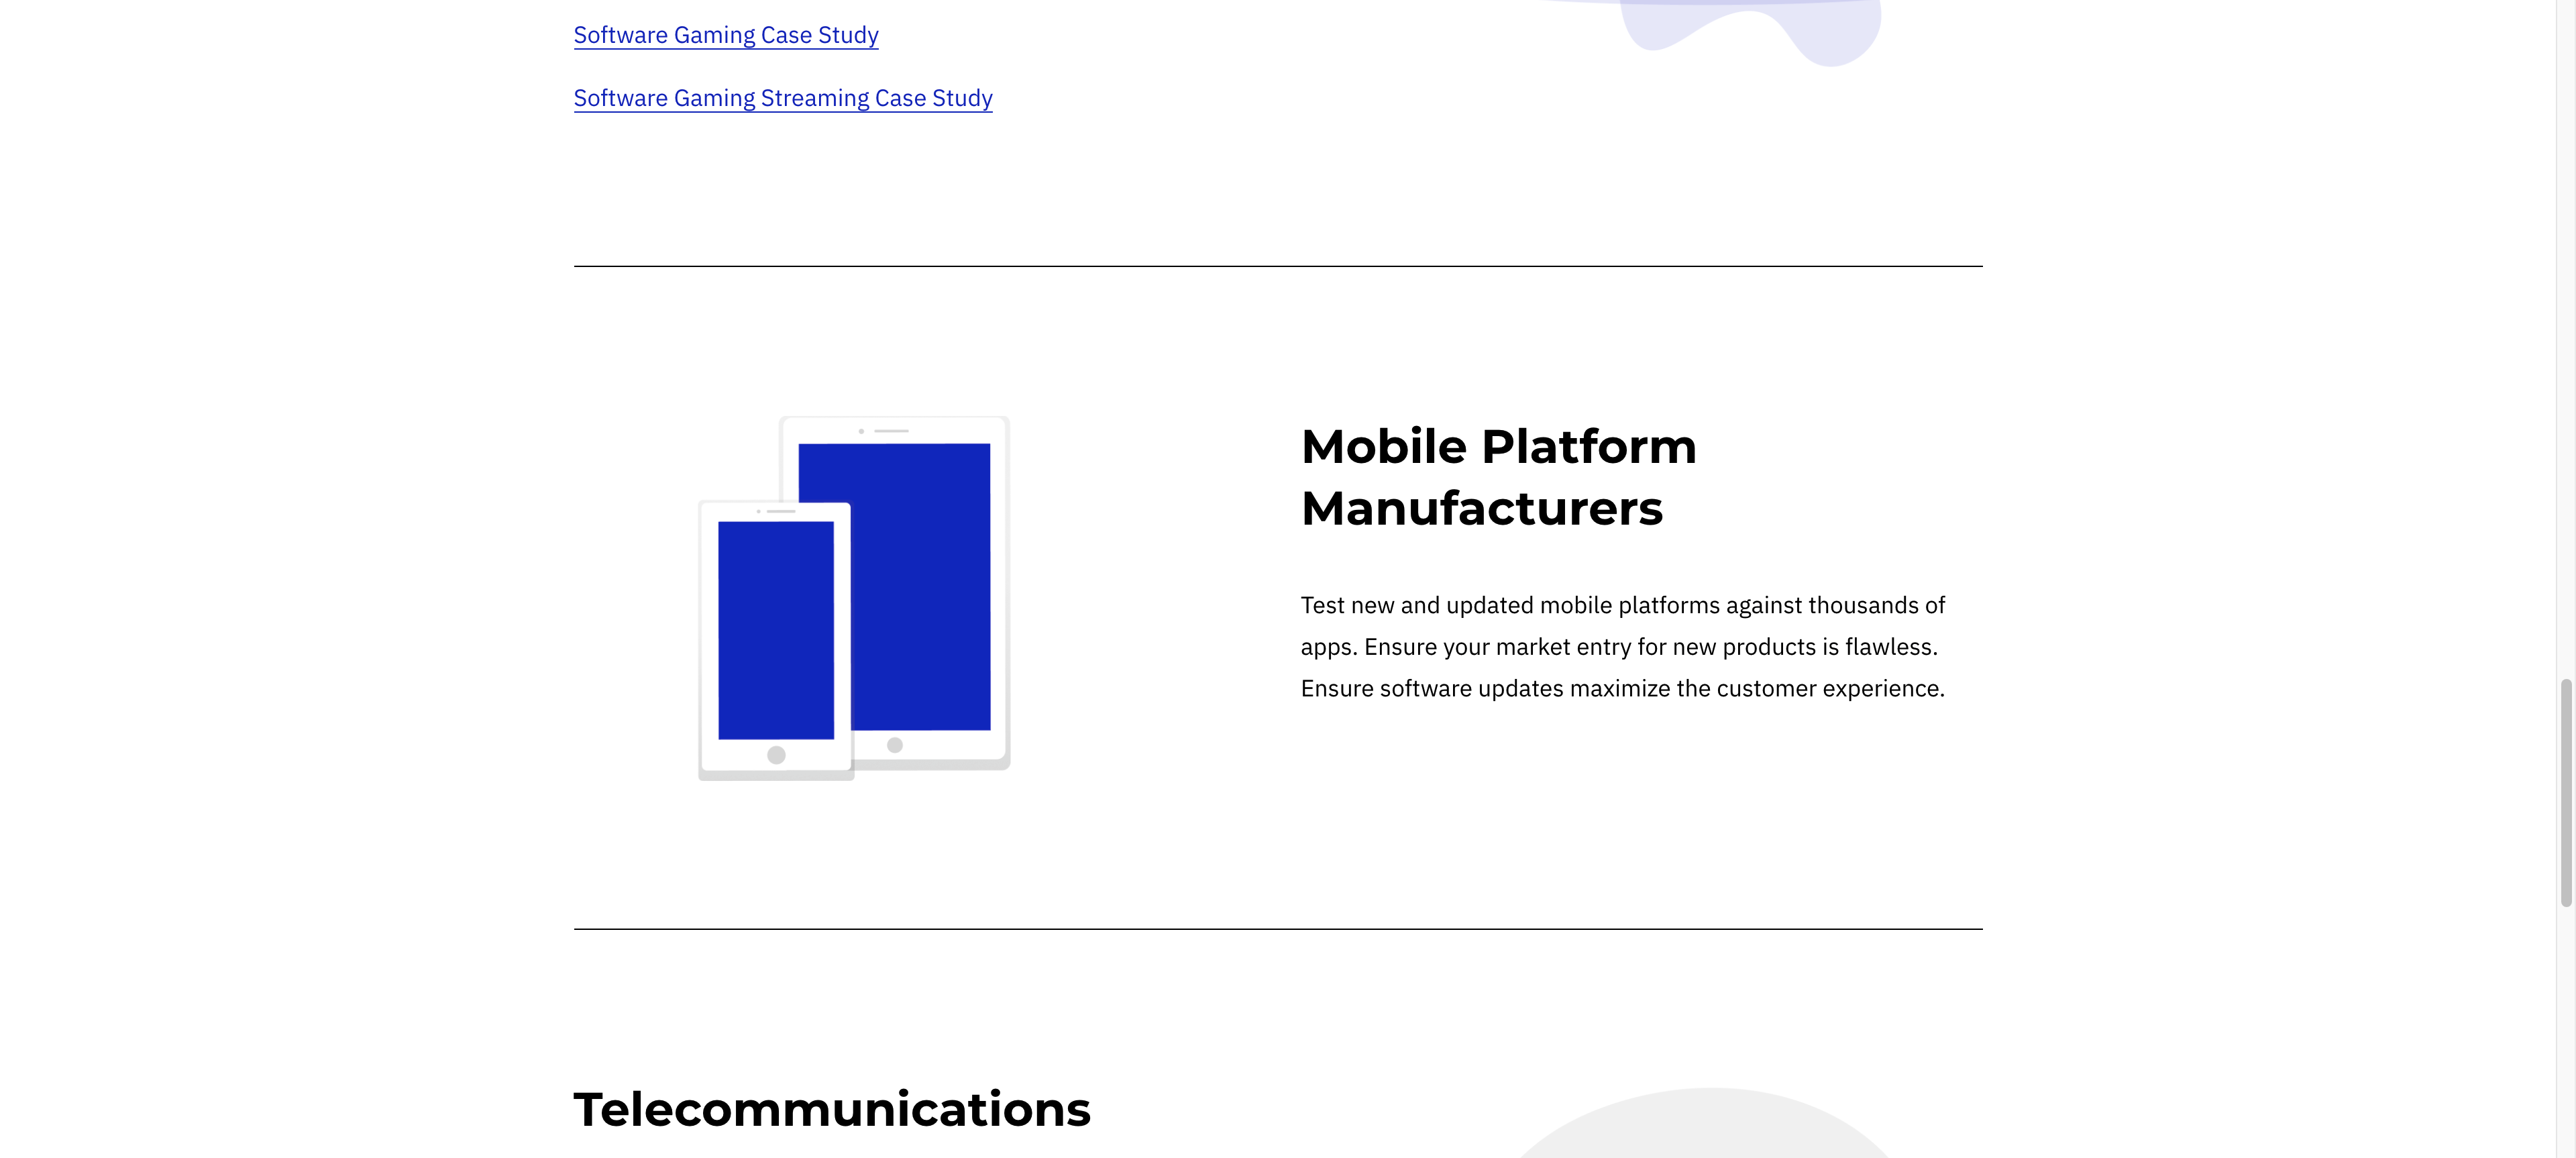 Software Gaming Case Study
Software Gaming Streaming Case Study
Mobile Platform
Manufacturers
Test new and updated mobile platforms against thousands of
apps. Ensure your market entry for new products is flawless.
Ensure software updates maximize the customer experience.
Telecommunications